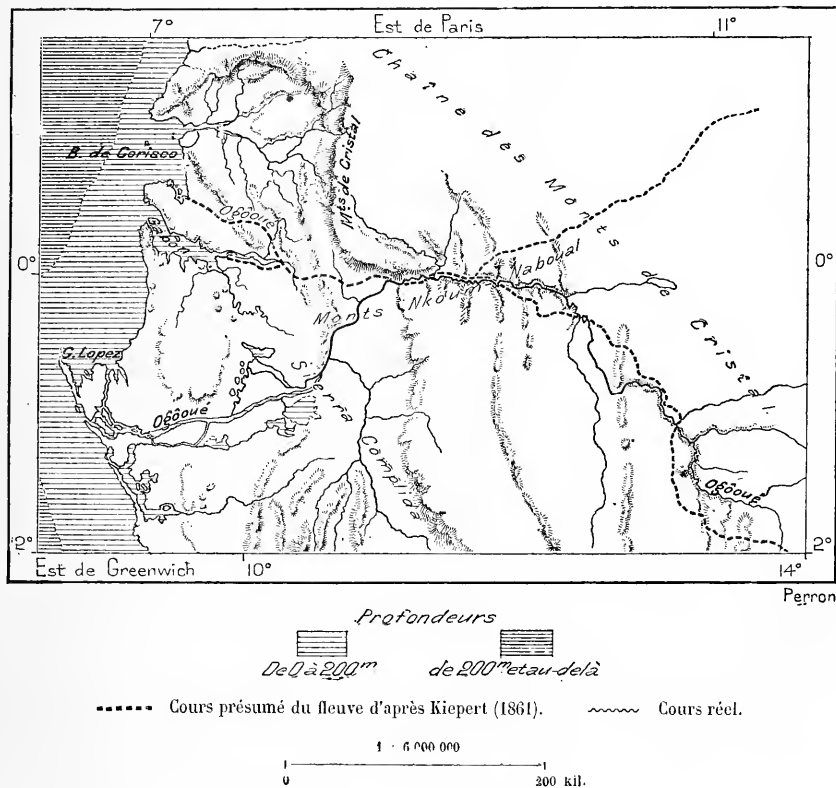 7° Est de Paris 11°
Chaîne des Monts de Cristal
B. de Corisco
Mts de Cristal
Ogôoué
Gabon
0° 0°
Naboual
Nkou
Monts
C. Lopez
Sierra Complida
Ogôoué
Ogôoué
2° 2°
Est de Greenwich 10° 14°
Perron
Profondeurs
De 0 à 200m de 200m et au-delà
Cours présumé du fleuve d'après Kiepert (1861). Cours réel.
1 : 6 000 000
0 200 kil.